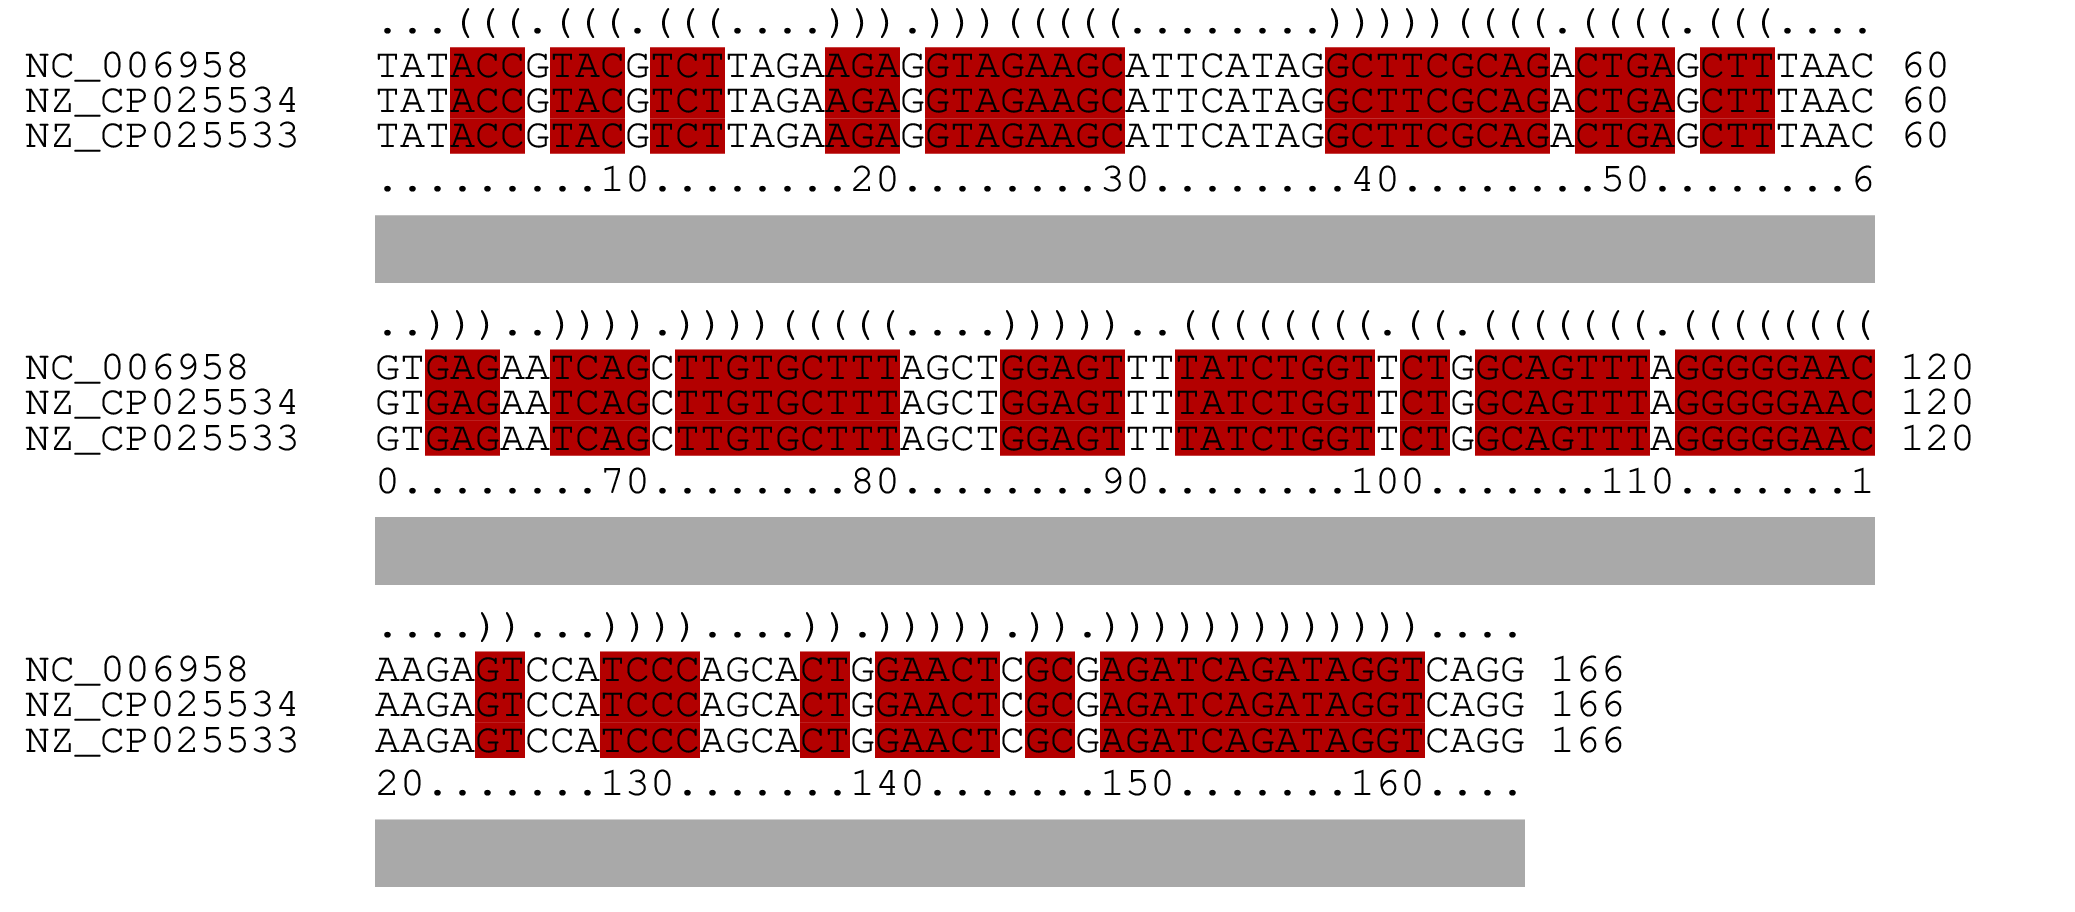 ...(((.(((.(((....))).)))(((((........)))))((((.((((.(((....
NC_006958 TATACCGTACGTCTTAGAAGAGGTAGAAGCATTCATAGGCTTCGCAGACTGAGCTTTAAC 60
NZ_CP025534 TATACCGTACGTCTTAGAAGAGGTAGAAGCATTCATAGGCTTCGCAGACTGAGCTTTAAC 60
NZ_CP025533 TATACCGTACGTCTTAGAAGAGGTAGAAGCATTCATAGGCTTCGCAGACTGAGCTTTAAC 60
.........10........20........30........40........50........6
..)))..)))).))))(((((....)))))..((((((((.((.(((((((.((((((((
NC_006958 GTGAGAATCAGCTTGTGCTTTAGCTGGAGTTTTATCTGGTTCTGGCAGTTTAGGGGGAAC 120
NZ_CP025534 GTGAGAATCAGCTTGTGCTTTAGCTGGAGTTTTATCTGGTTCTGGCAGTTTAGGGGGAAC 120
NZ_CP025533 GTGAGAATCAGCTTGTGCTTTAGCTGGAGTTTTATCTGGTTCTGGCAGTTTAGGGGGAAC 120
0........70........80........90........100.......110.......1
....))...))))....)).))))).)).)))))))))))))....
NC_006958 AAGAGTCCATCCCAGCACTGGAACTCGCGAGATCAGATAGGTCAGG 166
NZ_CP025534 AAGAGTCCATCCCAGCACTGGAACTCGCGAGATCAGATAGGTCAGG 166
NZ_CP025533 AAGAGTCCATCCCAGCACTGGAACTCGCGAGATCAGATAGGTCAGG 166
20.......130.......140.......150.......160....